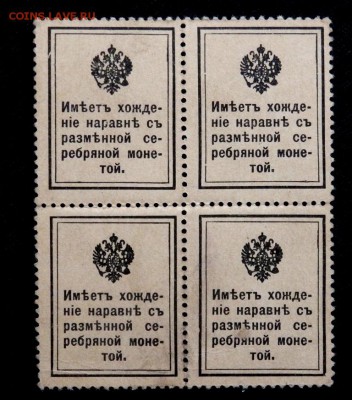 COINS.LAVE.RU
Имѣетъ хожде-
ніе наравнѣ съ
размѣнной се-
ребряной моне-
той.
Имѣетъ хожде-
ніе наравнѣ съ
размѣнной се-
ребряной моне-
той.
Имѣетъ хожде-
ніе наравнѣ съ
размѣнной се-
ребряной моне-
той.
Имѣетъ хожде-
ніе наравнѣ съ
размѣнной се-
ребряной моне-
той.